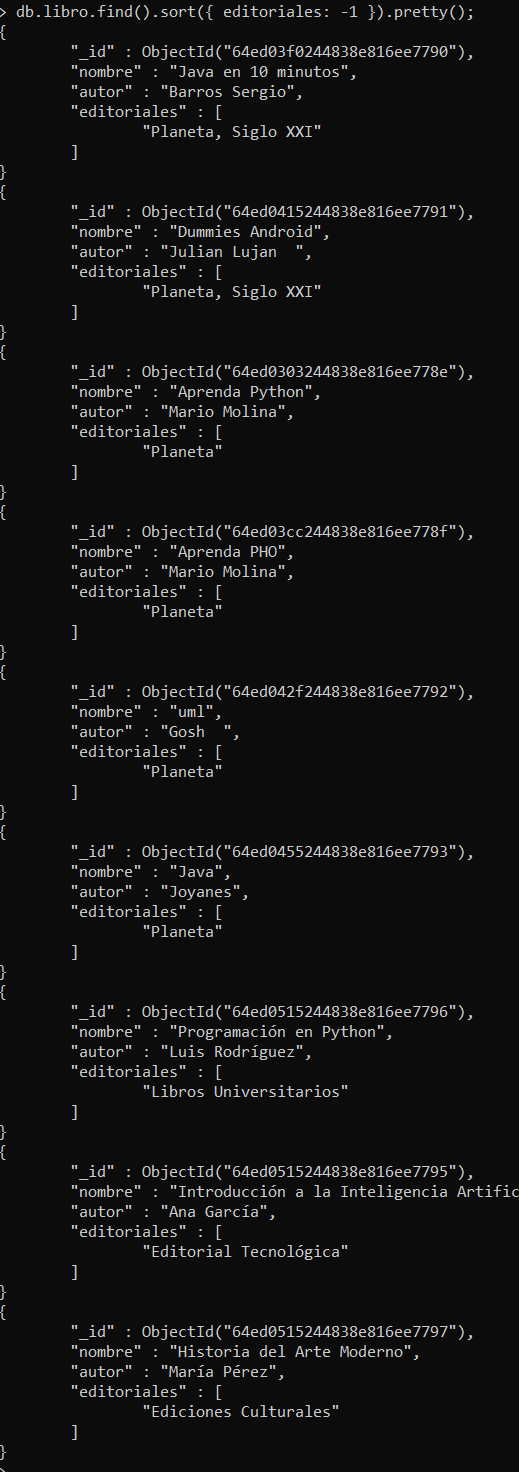 > db.libro.find().sort({ editoriales: -1 }).pretty();
{
"_id" : ObjectId("64ed03f0244838e816ee7790"),
"nombre" : "Java en 10 minutos",
"autor" : "Barros Sergio",
"editoriales" : [
"Planeta, Siglo XXI"
]
}
{
"_id" : ObjectId("64ed0415244838e816ee7791"),
"nombre" : "Dummies Android",
"autor" : "Julian Lujan  ",
"editoriales" : [
"Planeta, Siglo XXI"
]
}
{
"_id" : ObjectId("64ed0303244838e816ee778e"),
"nombre" : "Aprenda Python",
"autor" : "Mario Molina",
"editoriales" : [
"Planeta"
]
}
{
"_id" : ObjectId("64ed03cc244838e816ee778f"),
"nombre" : "Aprenda PHO",
"autor" : "Mario Molina",
"editoriales" : [
"Planeta"
]
}
{
"_id" : ObjectId("64ed042f244838e816ee7792"),
"nombre" : "uml",
"autor" : "Gosh  ",
"editoriales" : [
"Planeta"
]
}
{
"_id" : ObjectId("64ed0455244838e816ee7793"),
"nombre" : "Java",
"autor" : "Joyanes",
"editoriales" : [
"Planeta"
]
}
{
"_id" : ObjectId("64ed0515244838e816ee7796"),
"nombre" : "Programación en Python",
"autor" : "Luis Rodríguez",
"editoriales" : [
"Libros Universitarios"
]
}
{
"_id" : ObjectId("64ed0515244838e816ee7795"),
"nombre" : "Introducción a la Inteligencia Artific
"autor" : "Ana García",
"editoriales" : [
"Editorial Tecnológica"
]
}
{
"_id" : ObjectId("64ed0515244838e816ee7797"),
"nombre" : "Historia del Arte Moderno",
"autor" : "María Pérez",
"editoriales" : [
"Ediciones Culturales"
]
}